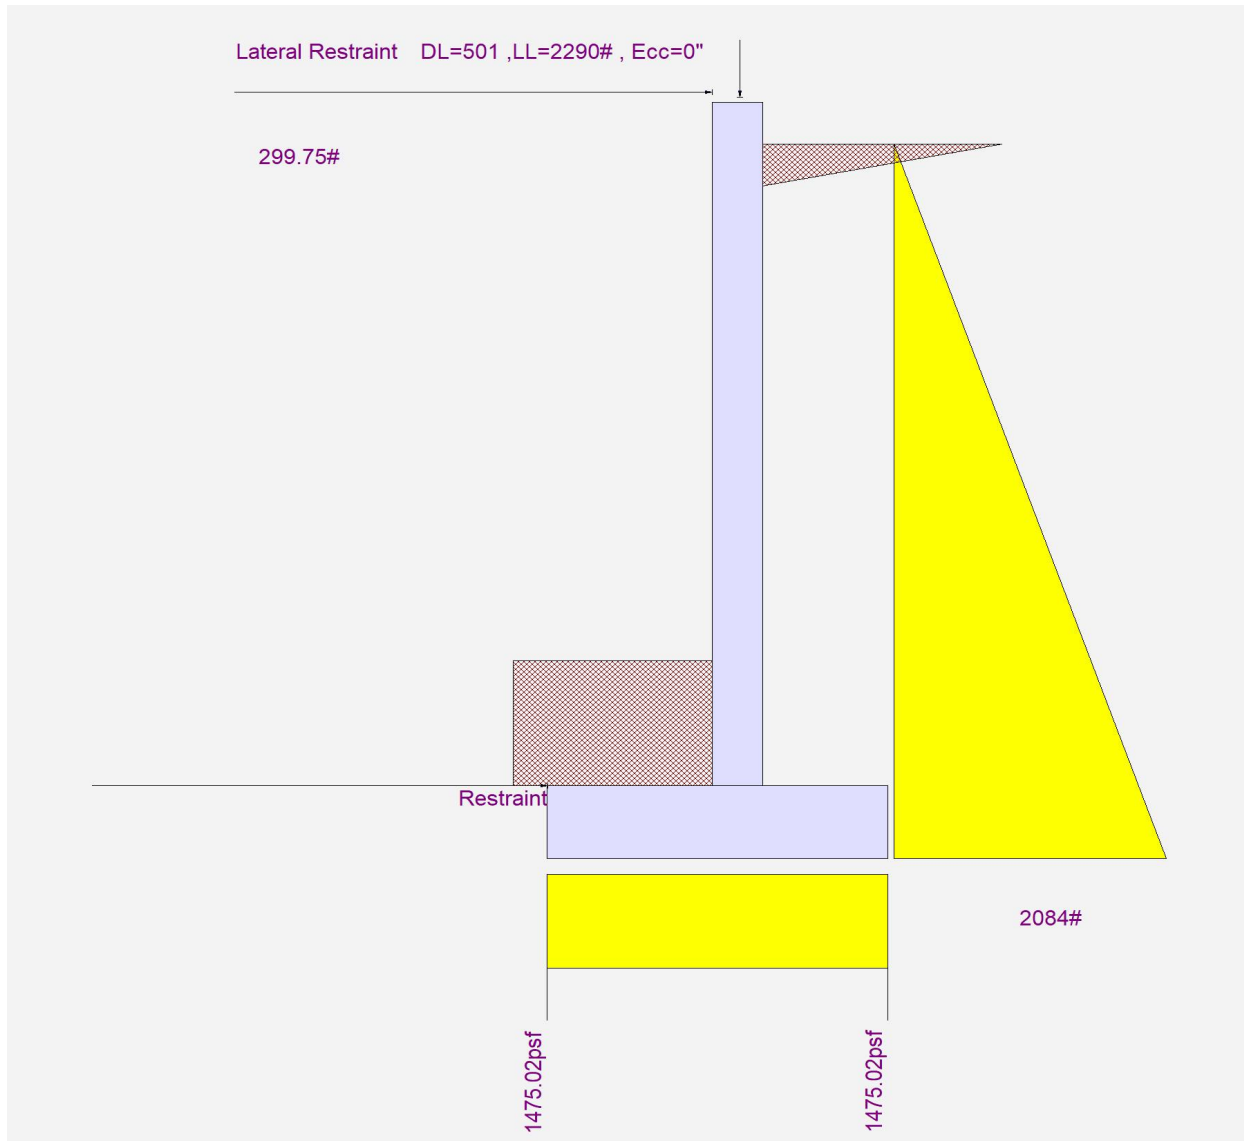 Lateral Restraint DL=501 ,LL=2290# , Ecc=0"
299.75#
Restraint
2084#
1475.02psf
1475.02psf